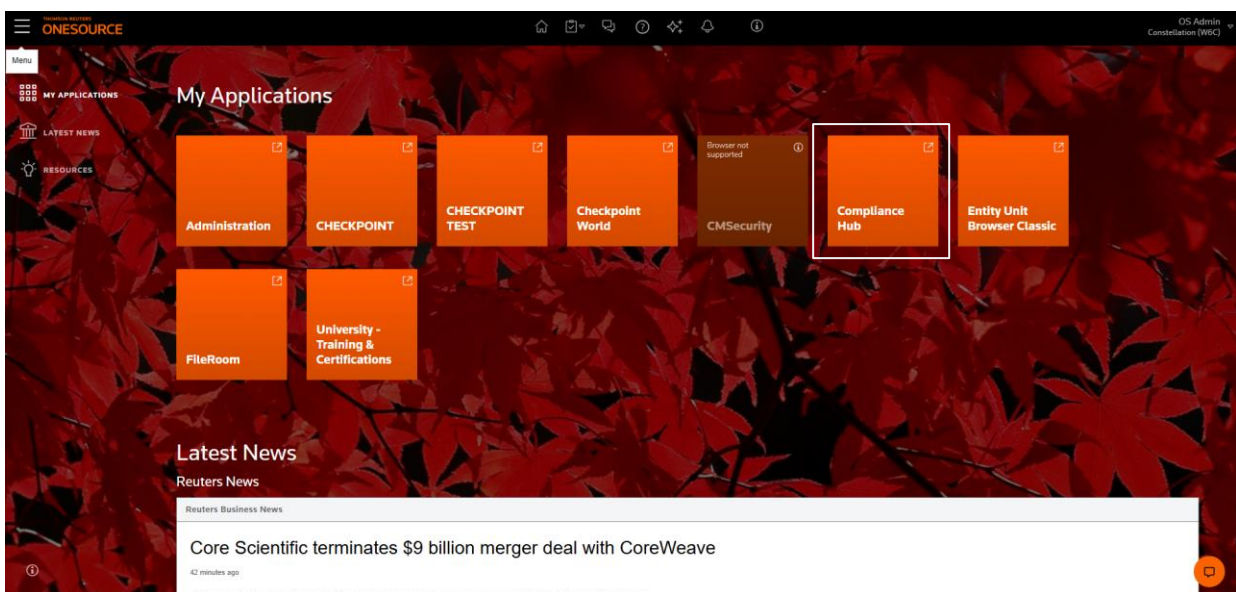 THOMSON REUTERS
ONESOURCE
OS Admin
Constellation (W6C)
Menu
MY APPLICATIONS
LATEST NEWS
RESOURCES
My Applications
Administration
CHECKPOINT
CHECKPOINT
TEST
Checkpoint
World
Browser not
supported
CMSecurity
Compliance
Hub
Entity Unit
Browser Classic
FileRoom
University -
Training &
Certifications
Latest News
Reuters News
Reuters Business News
Core Scientific terminates $9 billion merger deal with CoreWeave
42 minutes ago